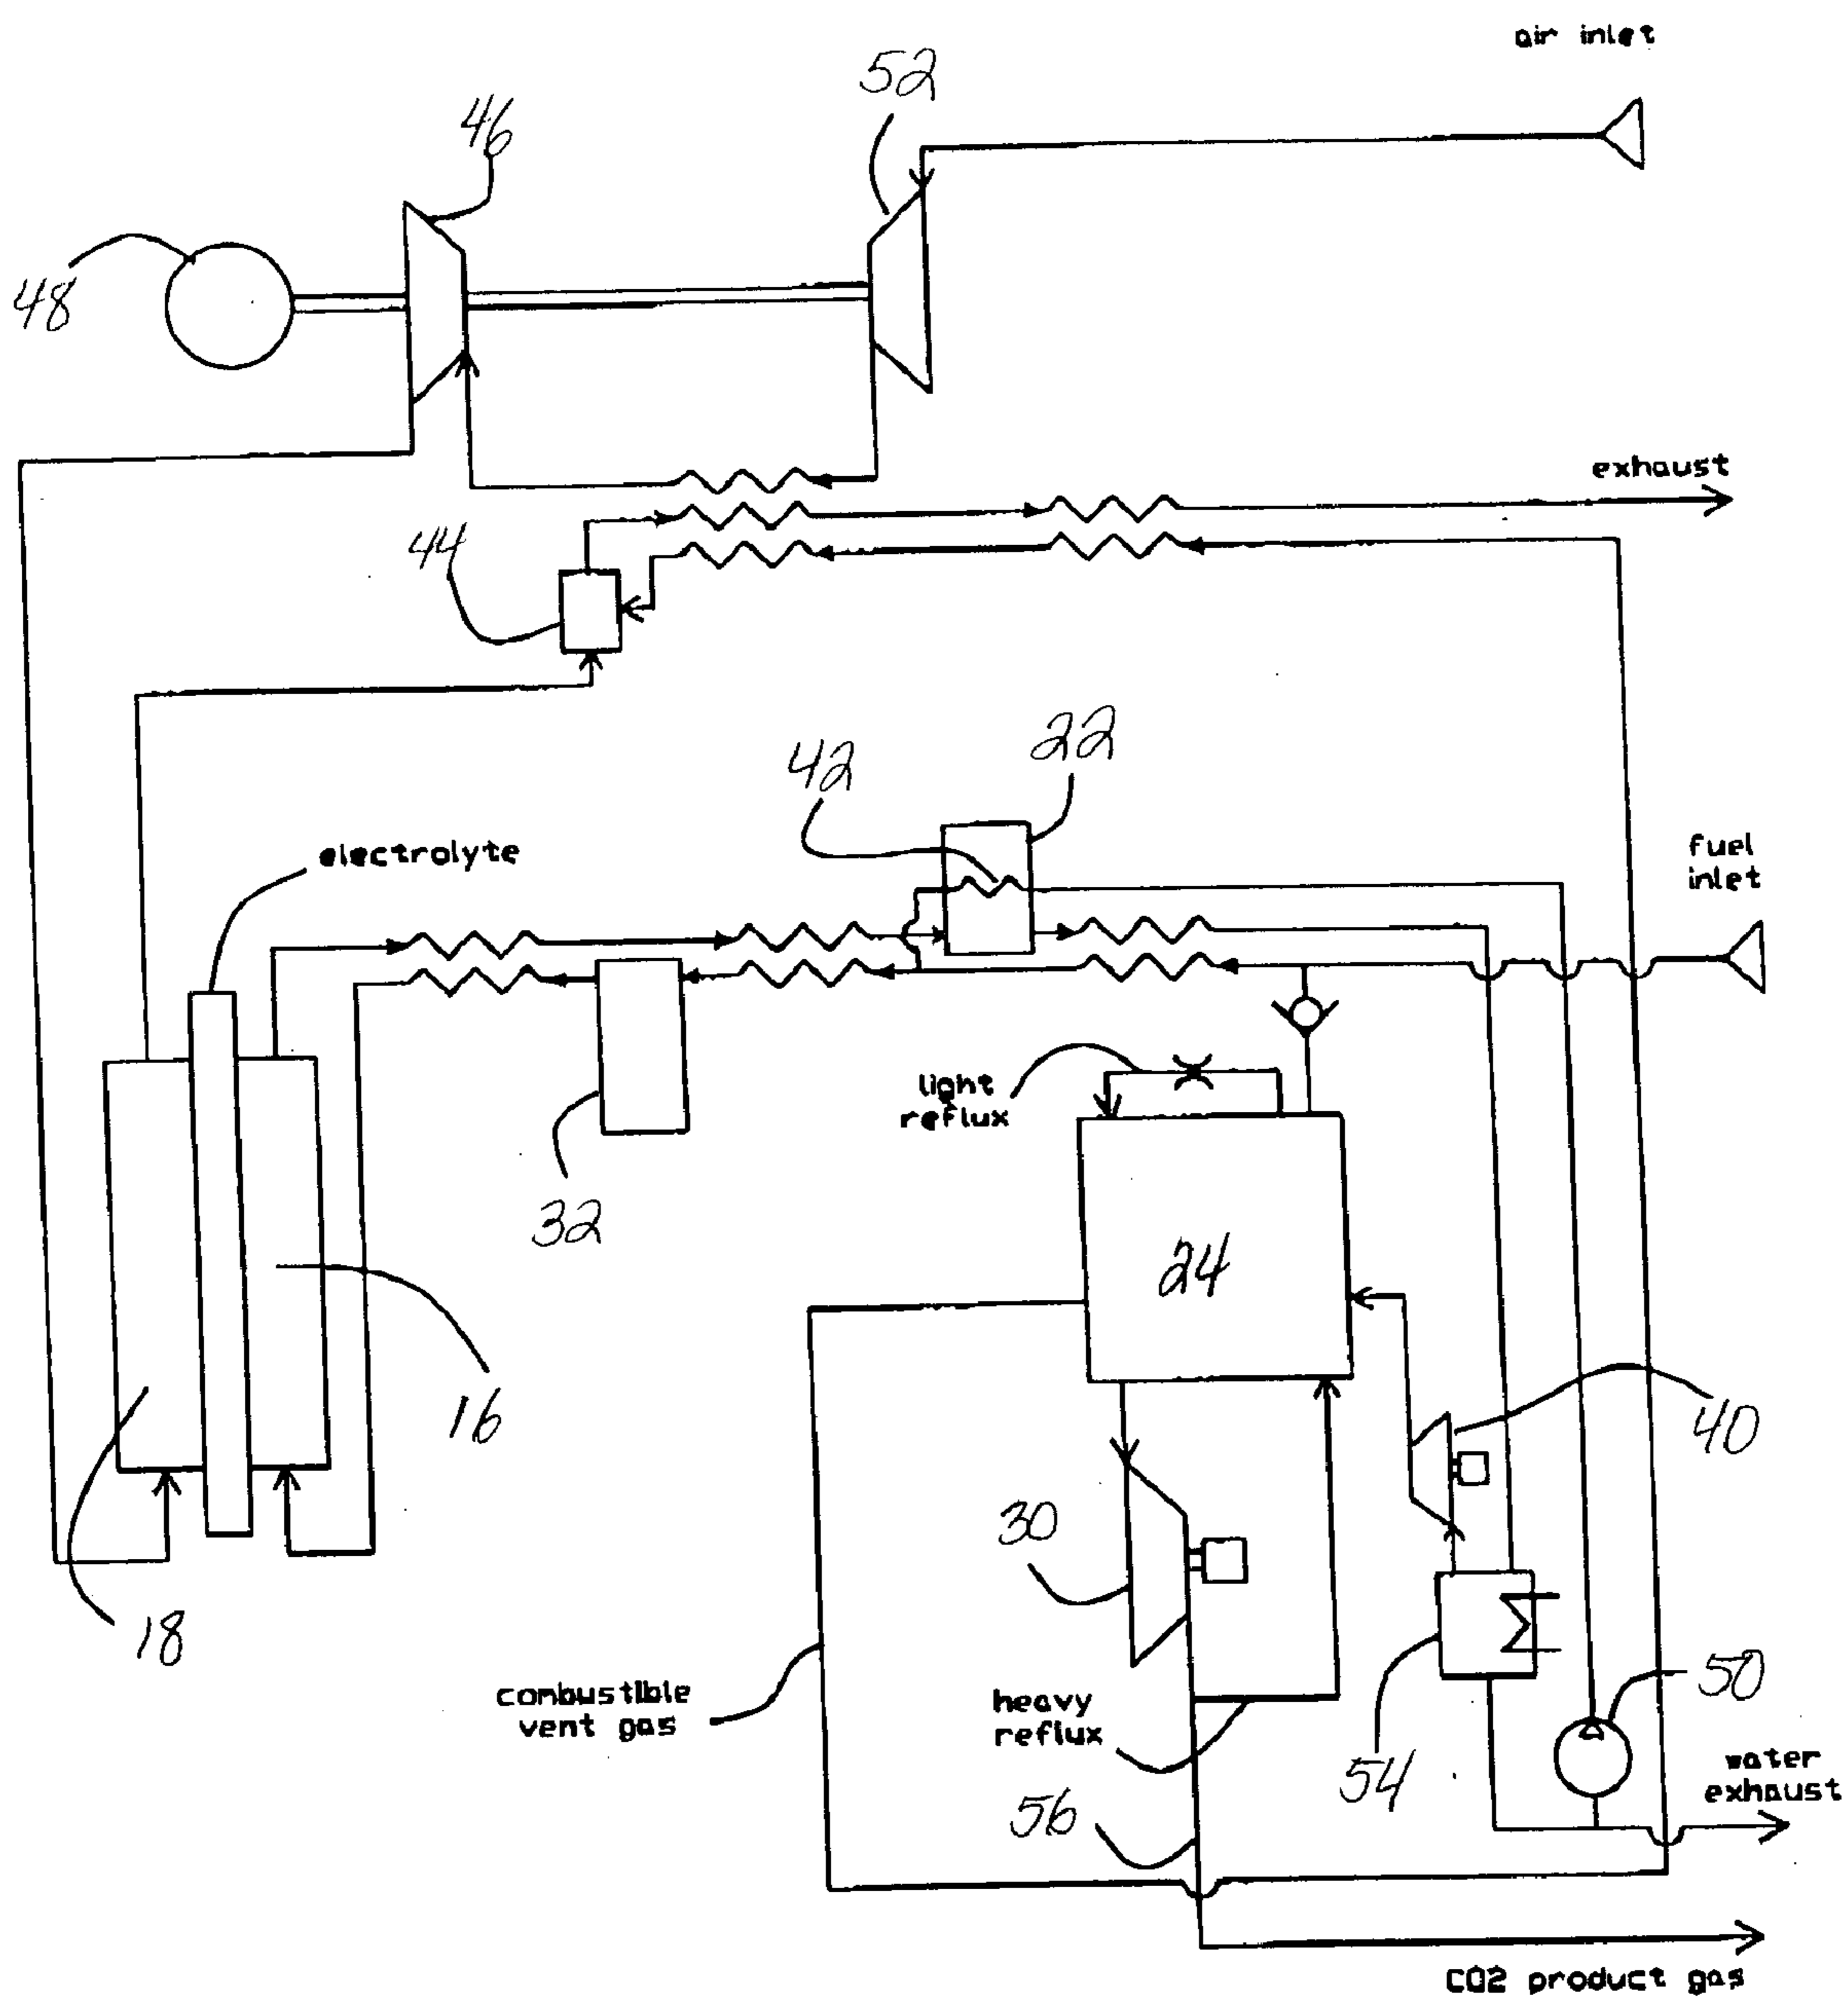 air inlet
52
46
48
exhaust
44
22
42
electrolyte
fuel
inlet
light
reflux
32
24
16
40
30
18
combustible
vent gas
heavy
reflux
50
54
water
exhaust
56
CO2 product gas